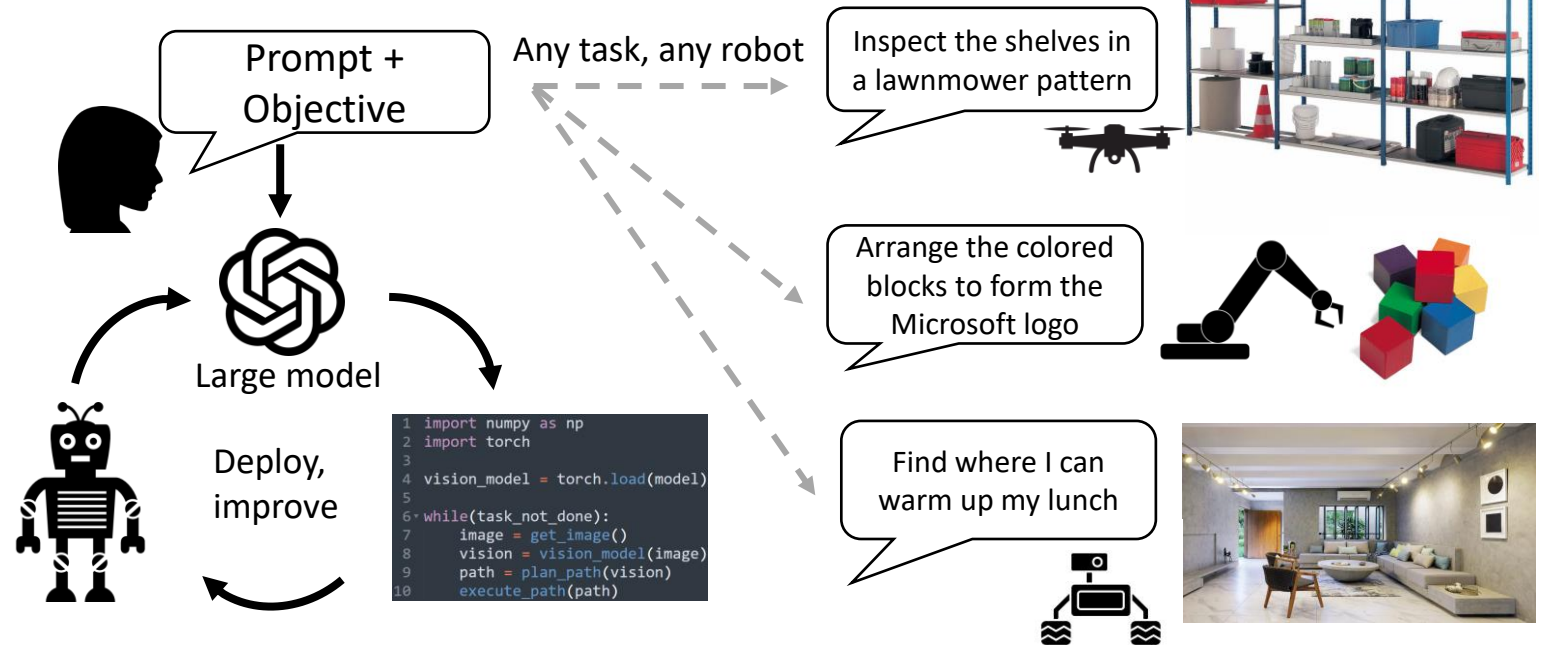 Prompt +
Objective
Any task, any robot
Large model
Deploy,
improve
1 import numpy as np
2 import torch
3
4 vision_model = torch.load(model)
5
6 while(task_not_done):
7 image = get_image()
8 vision = vision_model(image)
9 path = plan_path(vision)
10 execute_path(path)
Inspect the shelves in
a lawnmower pattern
Arrange the colored
blocks to form the
Microsoft logo
Find where I can
warm up my lunch